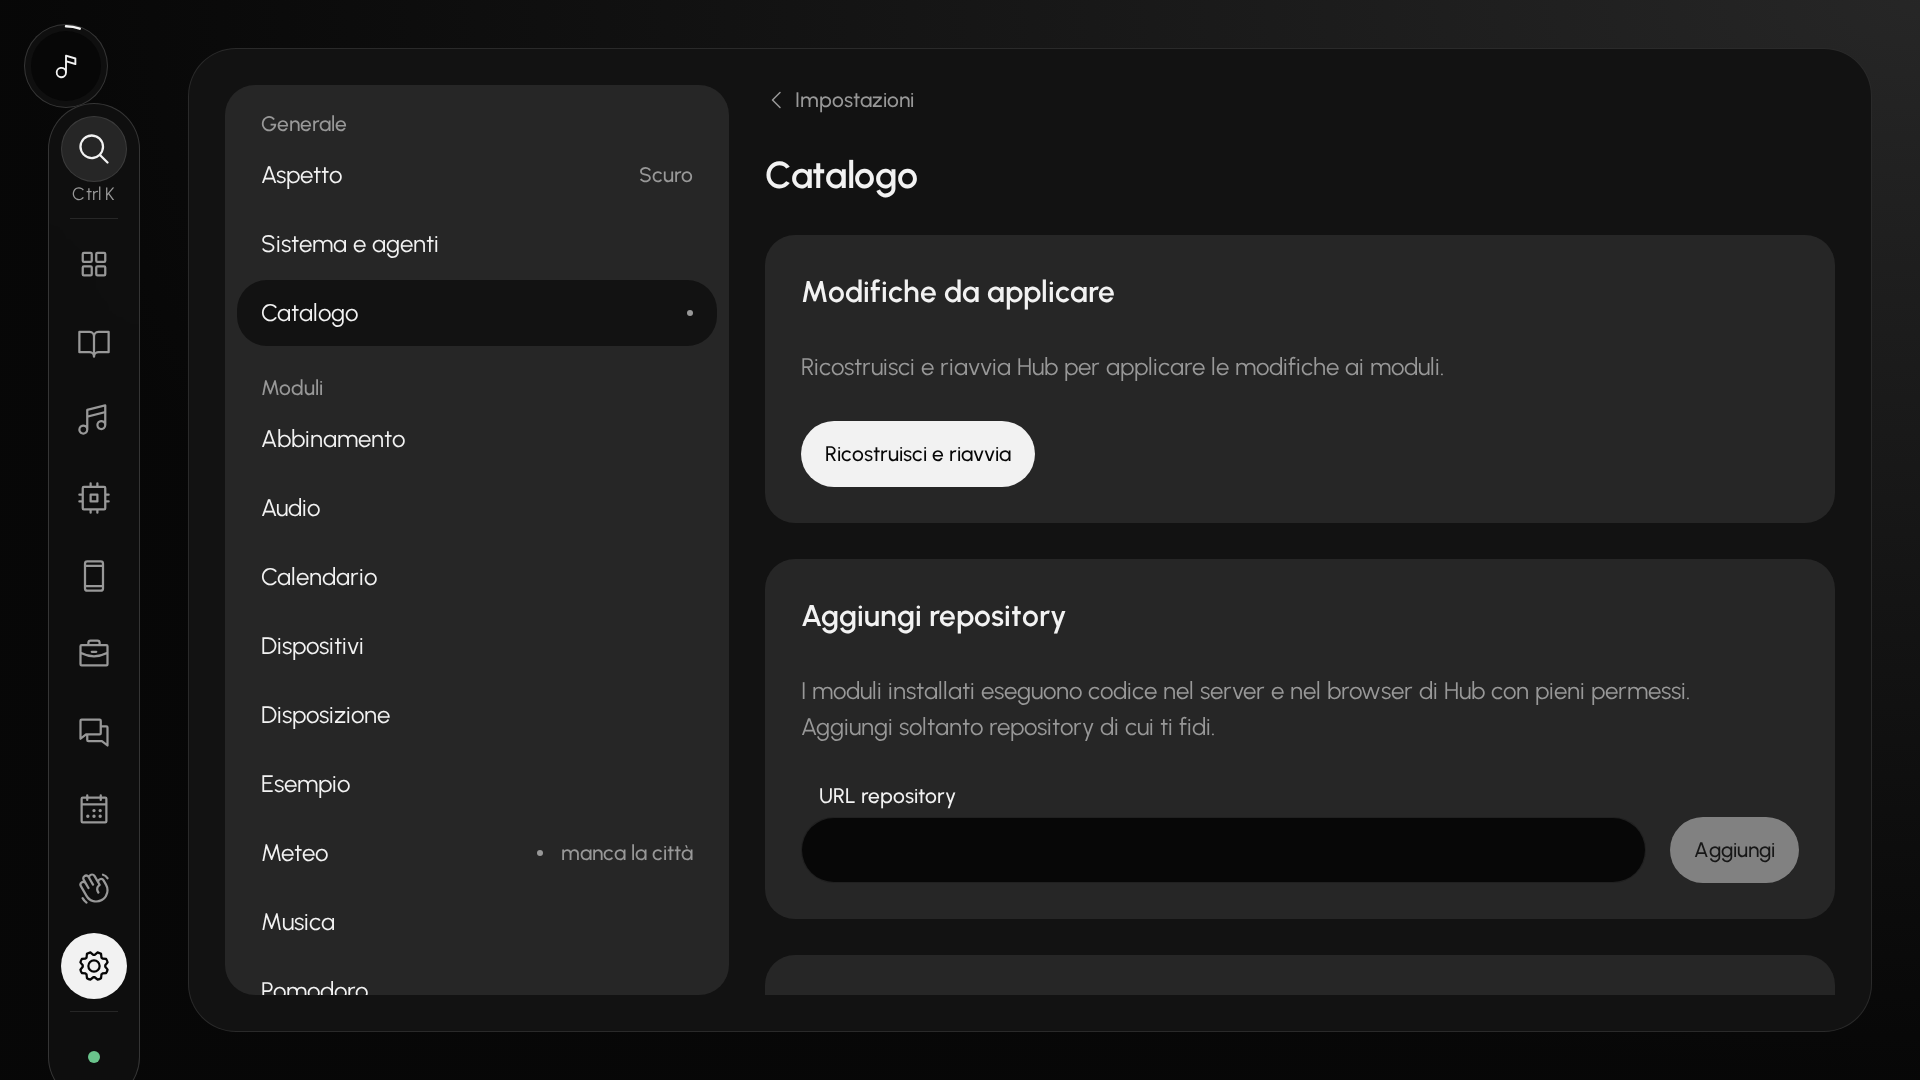 Ctrl K
Generale
Aspetto
Scuro
Sistema e agenti
Catalogo
Moduli
Abbinamento
Audio
Calendario
Dispositivi
Disposizione
Esempio
Meteo
manca la città
Musica
Pomodoro
Impostazioni
Catalogo
Modifiche da applicare
Ricostruisci e riavvia Hub per applicare le modifiche ai moduli.
Ricostruisci e riavvia
Aggiungi repository
I moduli installati eseguono codice nel server e nel browser di Hub con pieni permessi.
Aggiungi soltanto repository di cui ti fidi.
URL repository
Aggiungi